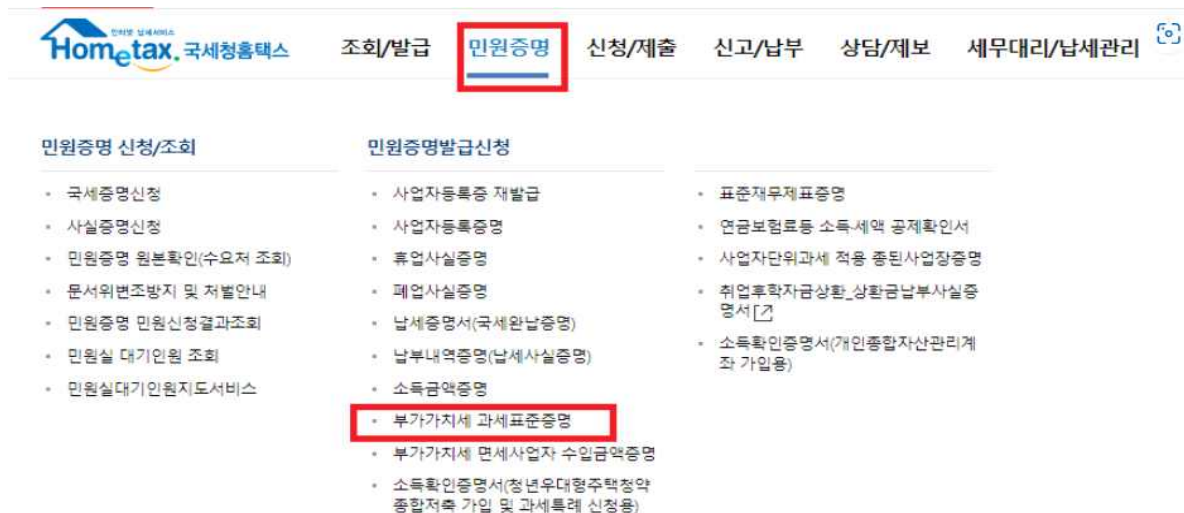 인터넷 납세서비스
Hometax. 국세청홈택스
조회/발급
민원증명
신청/제출
신고/납부
상담/제보
세무대리/납세관리
민원증명 신청/조회
국세증명신청
사실증명신청
민원증명 원본확인(수요처 조회)
문서위변조방지 및 처벌안내
민원증명 민원신청결과조회
민원실 대기인원 조회
민원실대기인원지도서비스
민원증명발급신청
사업자등록증 재발급
사업자등록증명
휴업사실증명
폐업사실증명
납세증명서(국세완납증명)
납부내역증명(납세사실증명)
소득금액증명
부가가치세 과세표준증명
부가가치세 면세사업자 수입금액증명
소득확인증명서(청년우대형주택청약
종합저축 가입 및 과세특례 신청용)
표준재무제표증명
연금보험료등 소득·세액 공제확인서
사업자단위과세 적용 종된사업장증명
취업후학자금상환_상환금납부사실증
명서
소득확인증명서(개인종합자산관리계
좌 가입용)